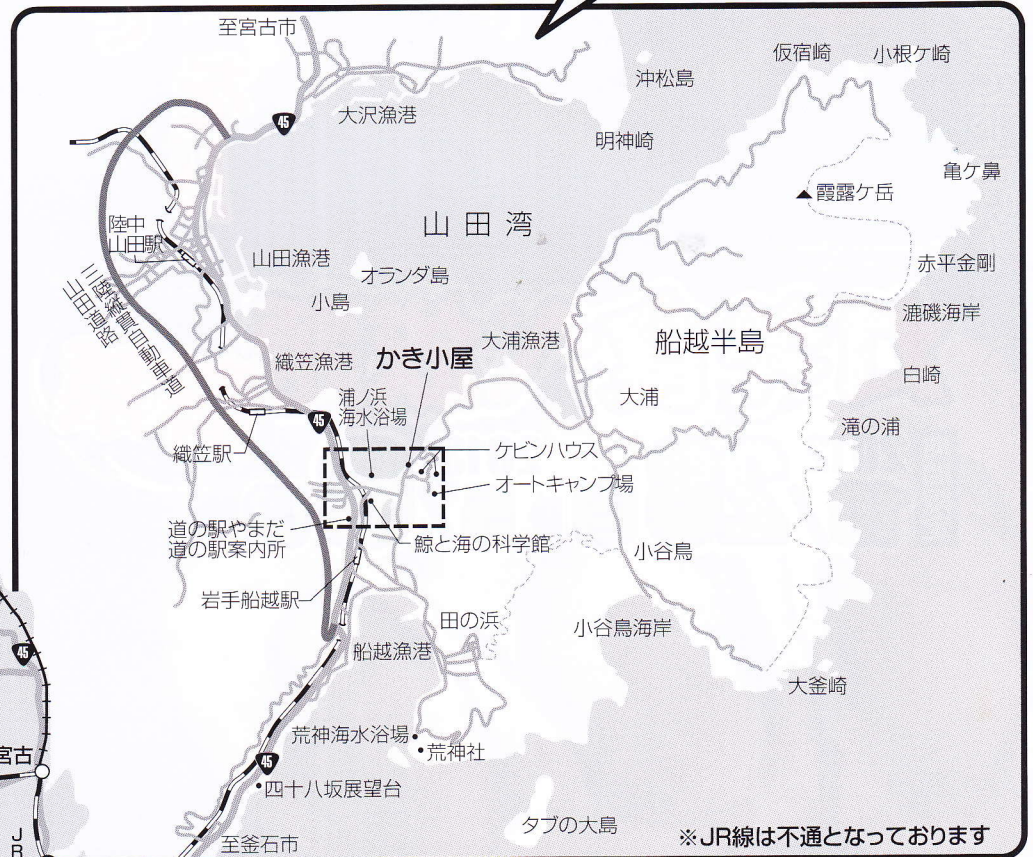 至宮古市
仮宿崎
小根ケ崎
沖松島
45
大沢漁港
明神崎
亀ケ鼻
霞露ケ岳
山田湾
陸中
山田駅
山田漁港
オランダ島
赤平金剛
小島
漉磯海岸
三陸縦貫自動車道
山田道路
大浦漁港
船越半島
織笠漁港
かき小屋
白崎
浦ノ浜
海水浴場
大浦
45
滝の浦
織笠駅
ケビンハウス
オートキャンプ場
道の駅やまだ
道の駅案内所
鯨と海の科学館
小谷鳥
岩手船越駅
田の浜
小谷鳥海岸
45
船越漁港
大釜崎
荒神海水浴場
荒神社
宮古
45
四十八坂展望台
タブの大島
JR
至釜石市
※JR線は不通となっております